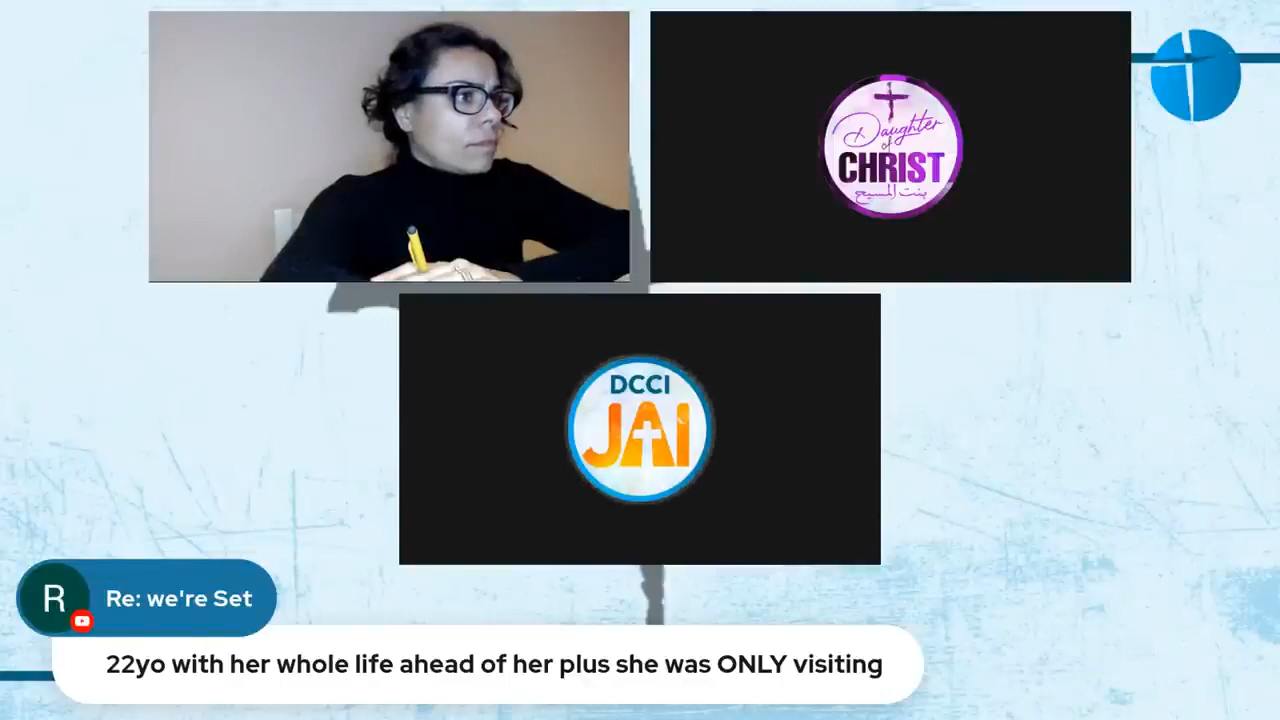 Daughter
of
CHRIST
بنت المسيح
DCCI
JAI
R
Re: we're Set
22yo with her whole life ahead of her plus she was ONLY visiting